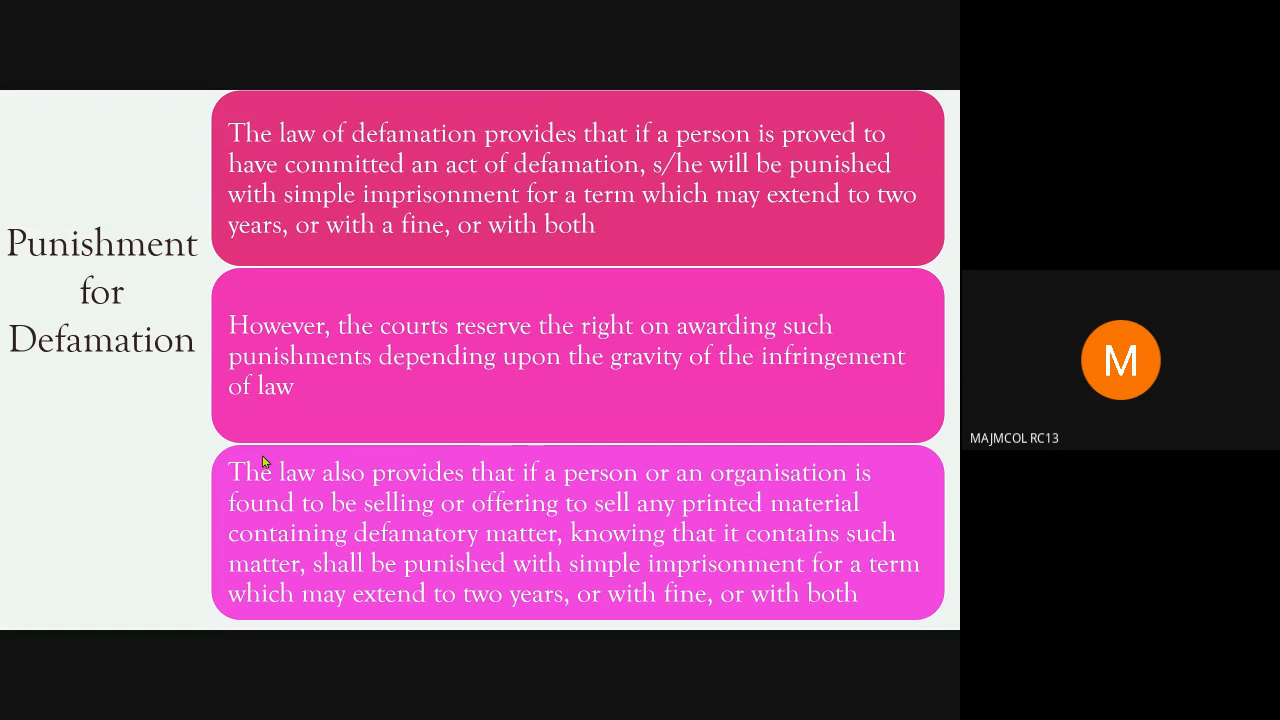 Punishment
for
Defamation
The law of defamation provides that if a person is proved to
have committed an act of defamation, s/he will be punished
with simple imprisonment for a term which may extend to two
years, or with a fine, or with both
However, the courts reserve the right on awarding such
punishments depending upon the gravity of the infringement
of law
The law also provides that if a person or an organisation is
found to be selling or offering to sell any printed material
containing defamatory matter, knowing that it contains such
matter, shall be punished with simple imprisonment for a term
which may extend to two years, or with fine, or with both
M
MAJMCOL RC13